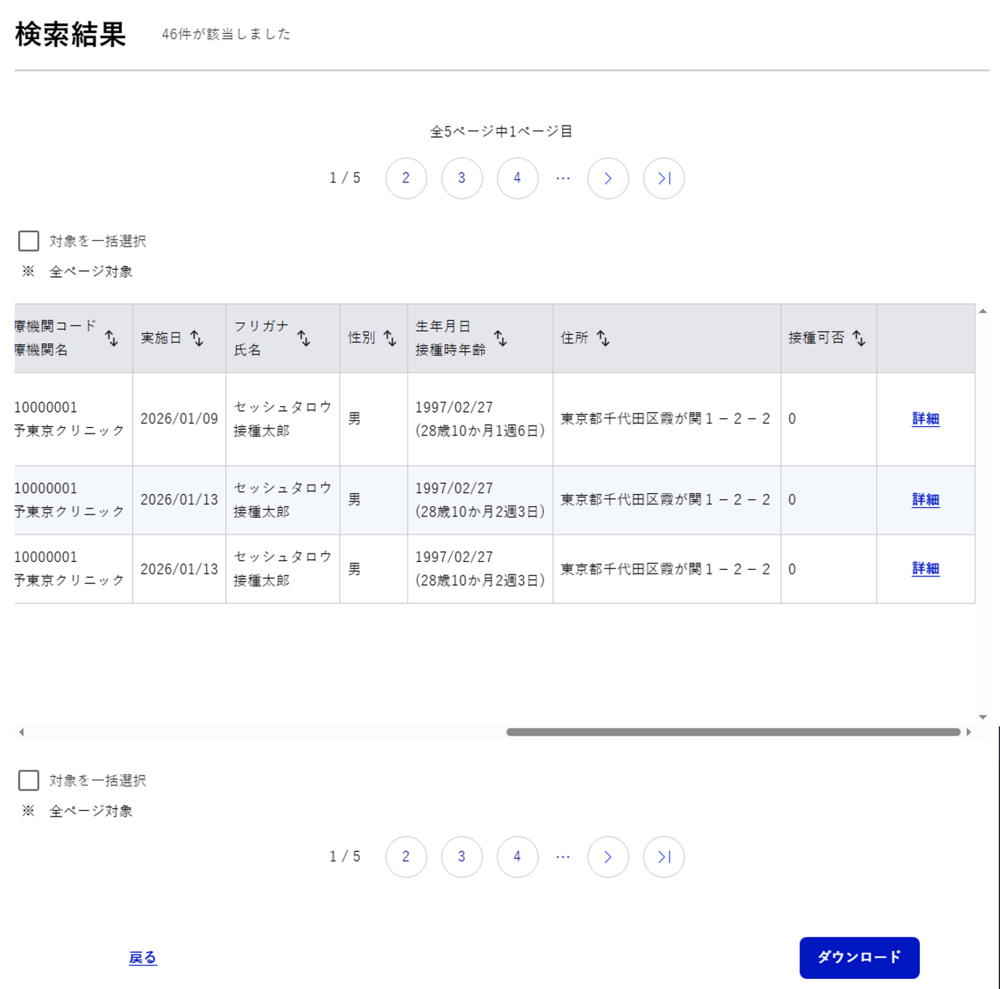 検索結果
46件が該当しました
全5ページ中1ページ目
1 / 5 2 3 4 … > >|
対象を一括選択
※ 全ページ対象
療機関コード
療機関名
実施日
フリガナ
氏名
性別
生年月日
接種時年齢
住所
接種可否
10000001
予東京クリニック
2026/01/09
セッシュタロウ
接種太郎
男
1997/02/27
(28歳10か月1週6日)
東京都千代田区霞が関１－２－２
0
詳細
10000001
予東京クリニック
2026/01/13
セッシュタロウ
接種太郎
男
1997/02/27
(28歳10か月2週3日)
東京都千代田区霞が関１－２－２
0
詳細
10000001
予東京クリニック
2026/01/13
セッシュタロウ
接種太郎
男
1997/02/27
(28歳10か月2週3日)
東京都千代田区霞が関１－２－２
0
詳細
対象を一括選択
※ 全ページ対象
1 / 5 2 3 4 … > >|
戻る
ダウンロード